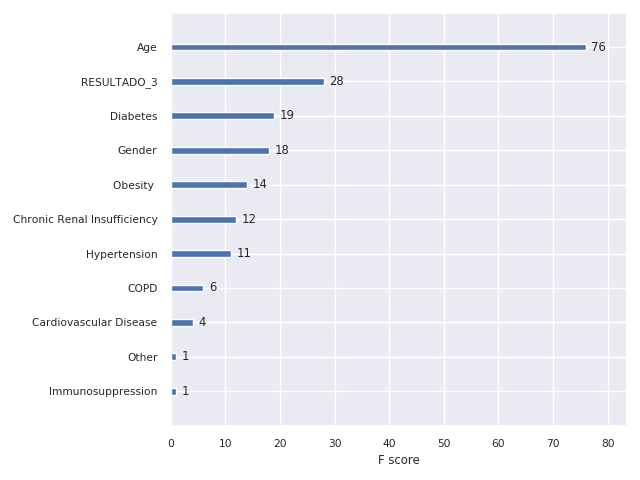 Age 76
RESULTADO_3 28
Diabetes 19
Gender 18
Obesity 14
Chronic Renal Insufficiency 12
Hypertension 11
COPD 6
Cardiovascular Disease 4
Other 1
Immunosuppression 1
0 10 20 30 40 50 60 70 80
F score